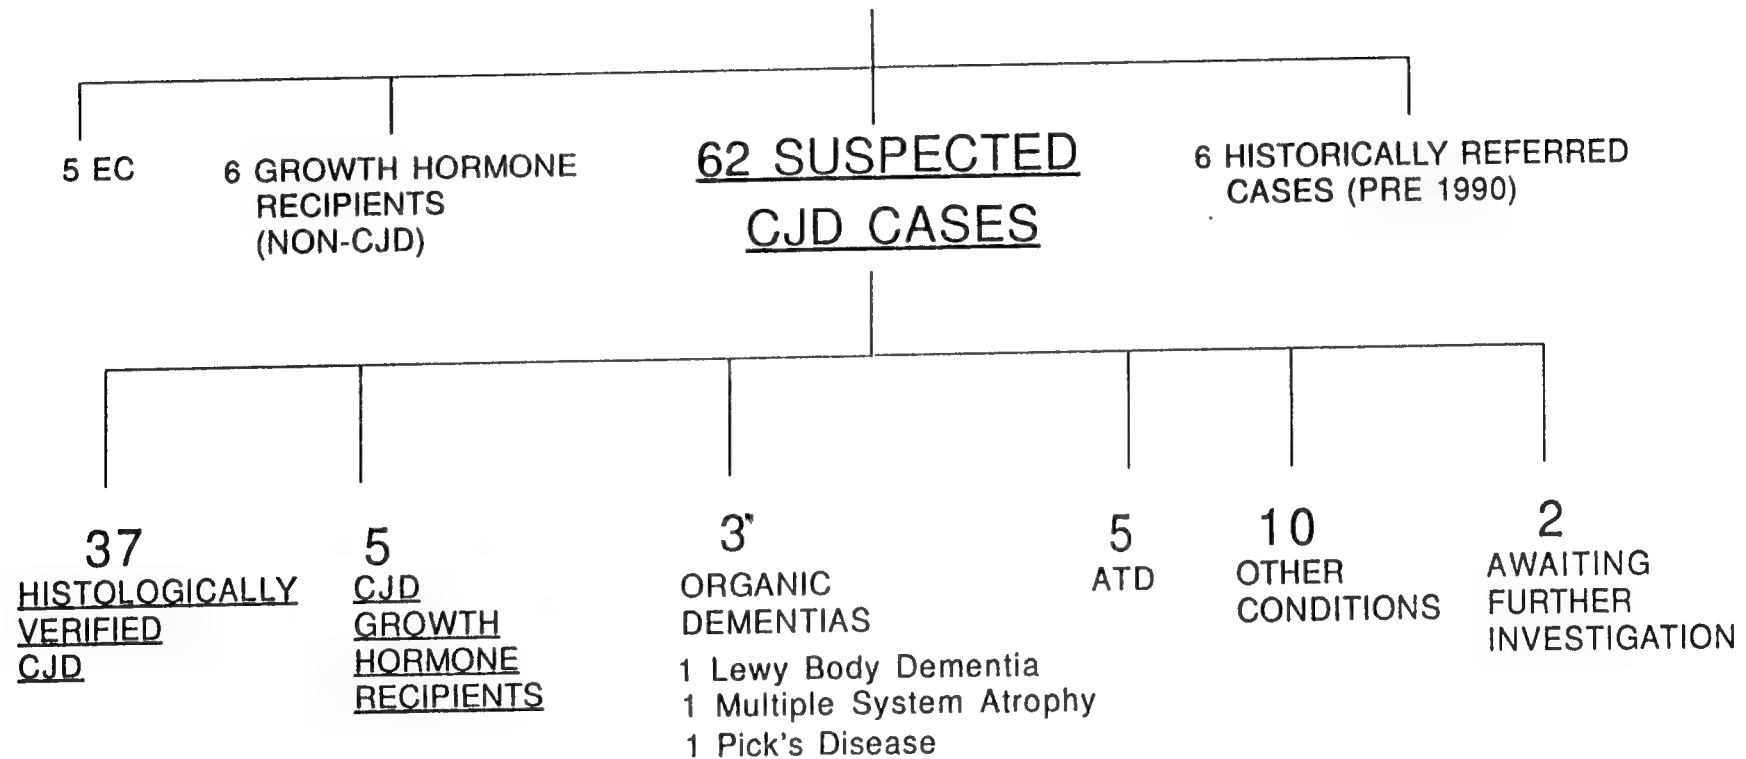 5 EC
6 GROWTH HORMONE
RECIPIENTS
(NON-CJD)
62 SUSPECTED
CJD CASES
6 HISTORICALLY REFERRED
CASES (PRE 1990)
37
HISTOLOGICALLY
VERIFIED
CJD
5
CJD
GROWTH
HORMONE
RECIPIENTS
3
ORGANIC
DEMENTIAS
1 Lewy Body Dementia
1 Multiple System Atrophy
1 Pick's Disease
5
ATD
10
OTHER
CONDITIONS
2
AWAITING
FURTHER
INVESTIGATION